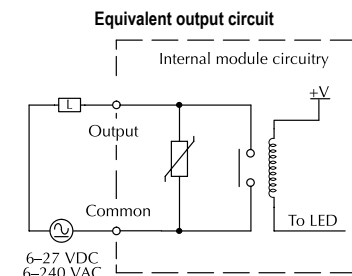 Equivalent output circuit
Internal module circuitry
+V
L
Output
Common
To LED
6–27 VDC
6–240 VAC